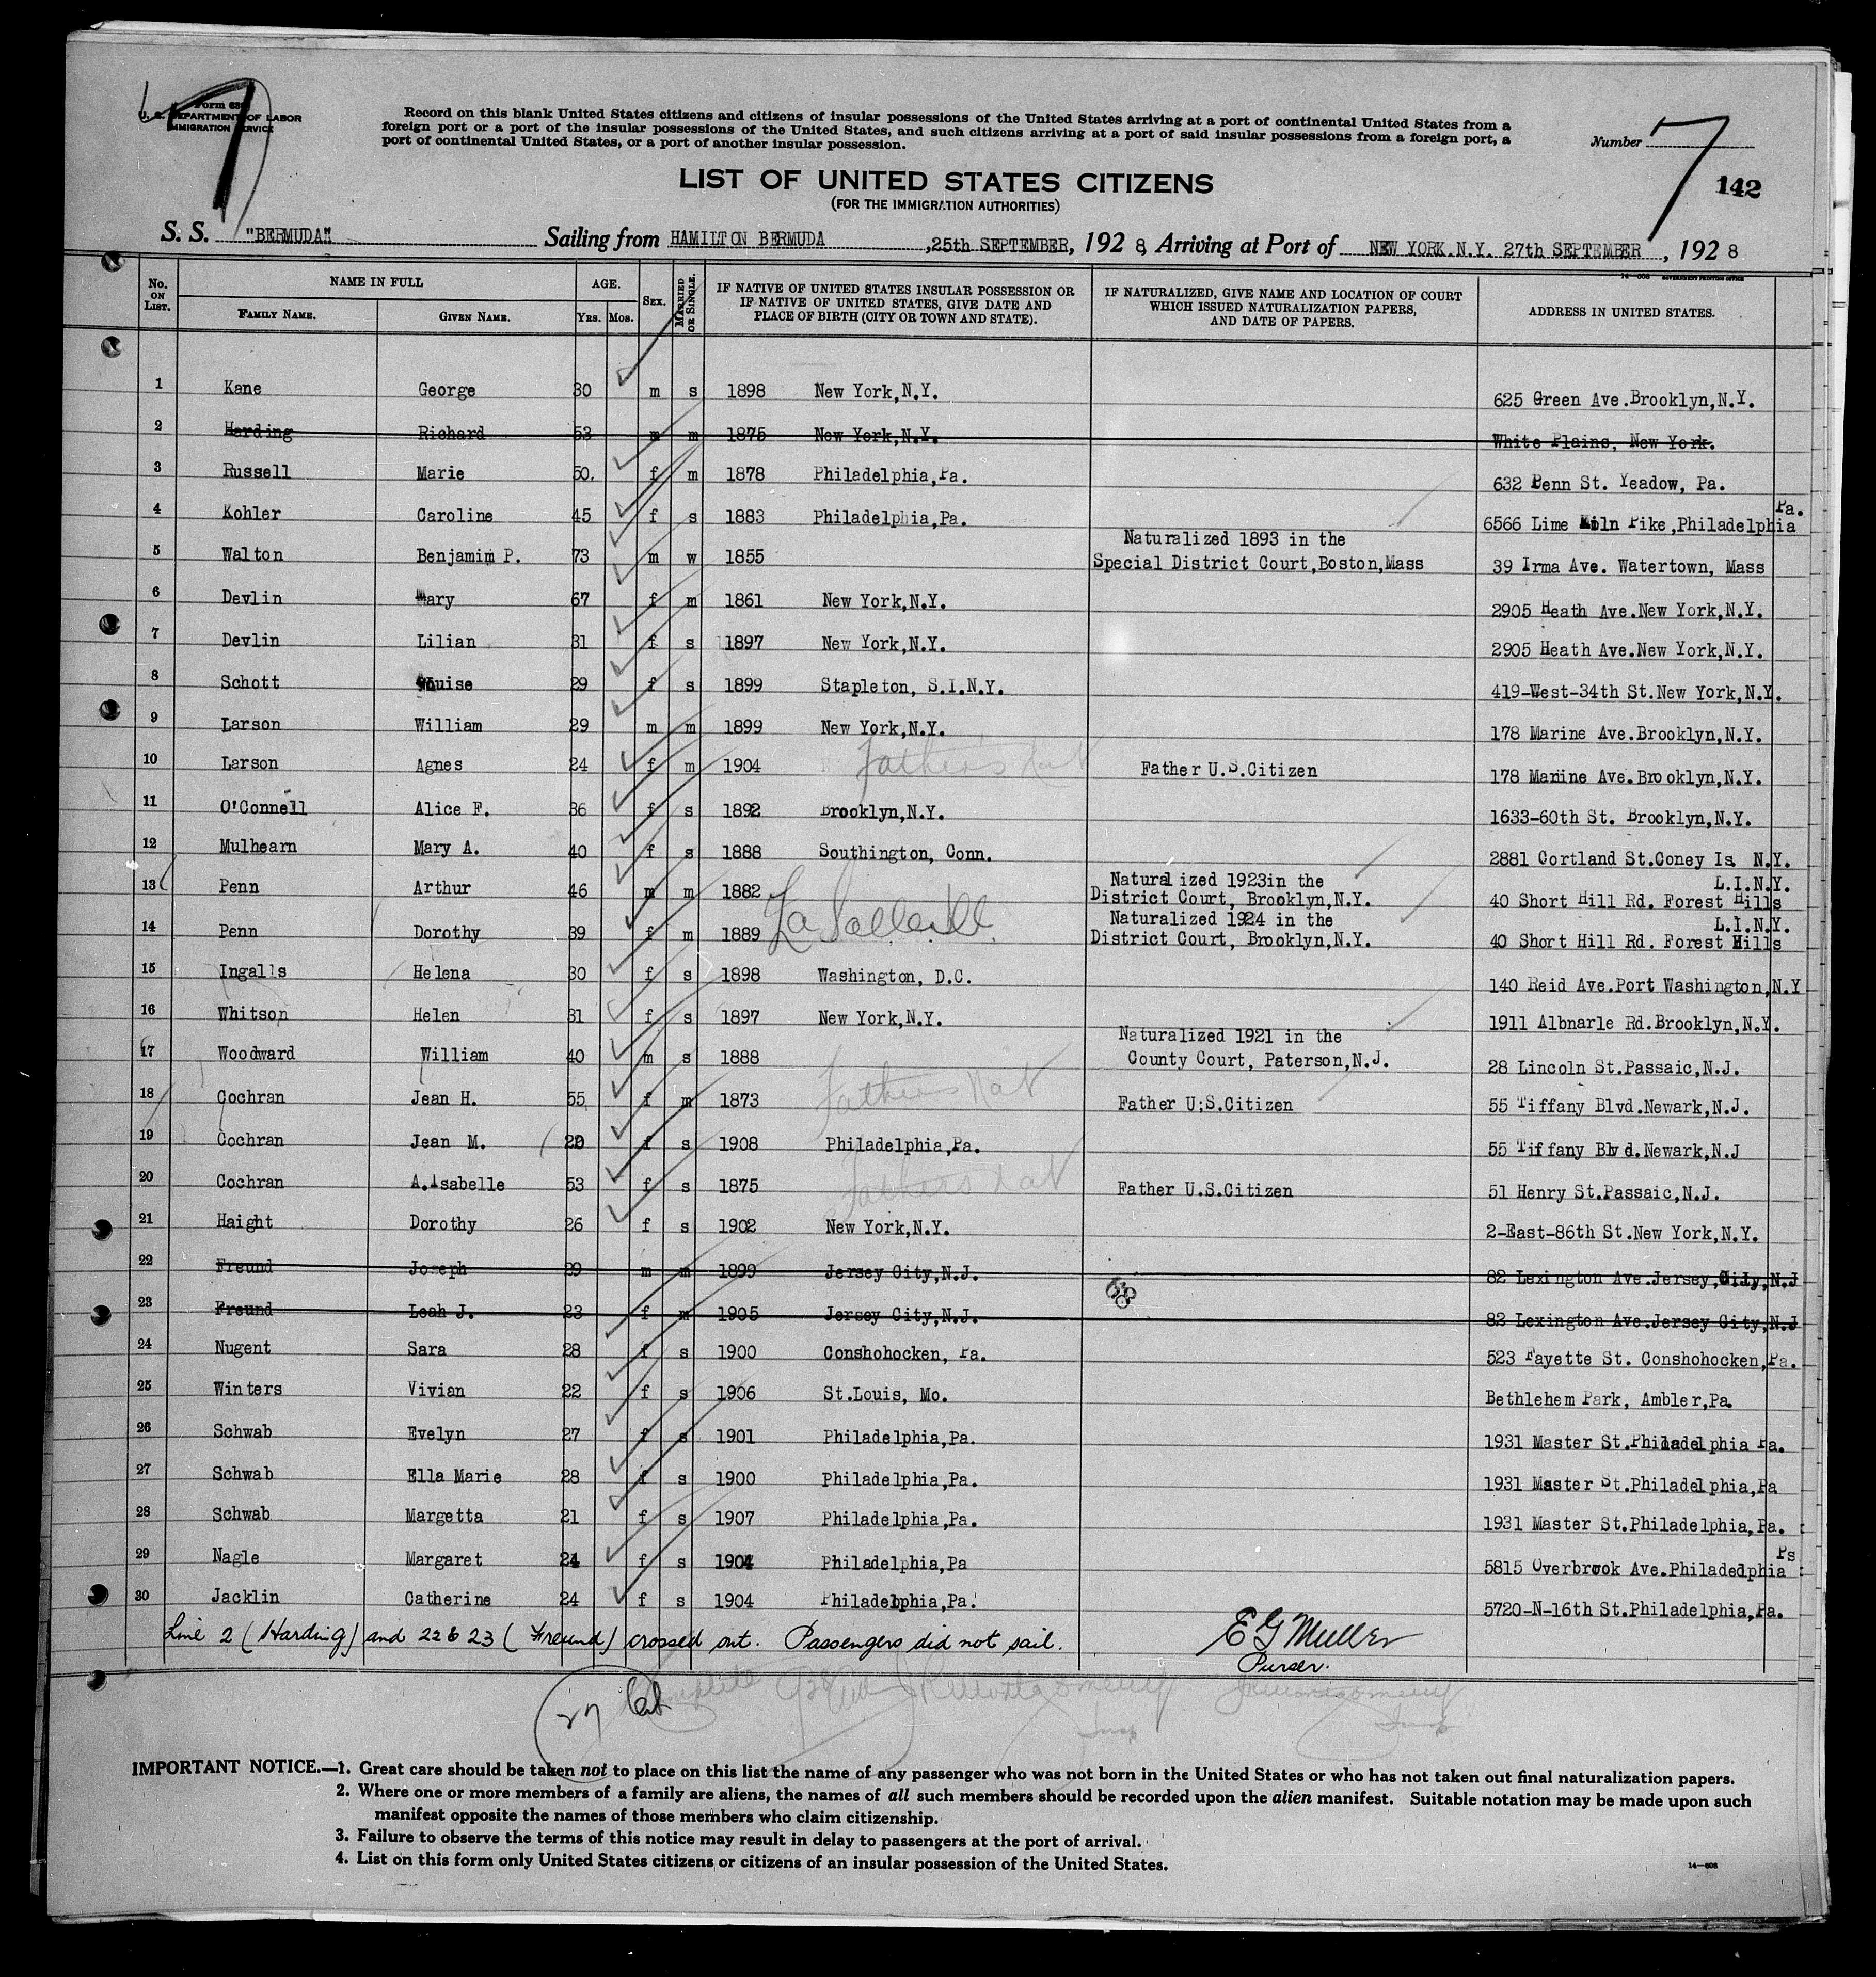 Form 630
U. S. DEPARTMENT OF LABOR
IMMIGRATION SERVICE
Record on this blank United States citizens and citizens of insular possessions of the United States arriving at a port of continental United States from a
foreign port or a port of the insular possessions of the United States, and such citizens arriving at a port of said insular possessions from a foreign port, a
port of continental United States, or a port of another insular possession.
Number 7
142
LIST OF UNITED STATES CITIZENS
(FOR THE IMMIGRATION AUTHORITIES)
S. S. "BERMUDA" Sailing from HAMILTON BERMUDA ,25th SEPTEMBER, 192 8, Arriving at Port of NEW YORK.N.Y. 27th SEPTEMBER , 192 8
14—606 GOVERNMENT PRINTING OFFICE
No. ON LIST. NAME IN FULL AGE. SEX. MARRIED OR SINGLE. IF NATIVE OF UNITED STATES INSULAR POSSESSION OR IF NATIVE OF UNITED STATES, GIVE DATE AND PLACE OF BIRTH (CITY OR TOWN AND STATE). IF NATURALIZED, GIVE NAME AND LOCATION OF COURT WHICH ISSUED NATURALIZATION PAPERS, AND DATE OF PAPERS. ADDRESS IN UNITED STATES.
FAMILY NAME. GIVEN NAME. YRS. MOS.
1 Kane George 30 m s 1898 New York,N.Y. 625 Green Ave.Brooklyn,N.Y.
2 Harding Richard 53 m m 1875 New York,N.Y. White Plains, New York.
3 Russell Marie 50. f m 1878 Philadelphia,Pa. 632 Penn St. Yeadow, Pa.
4 Kohler Caroline 45 f s 1883 Philadelphia,Pa. 6566 Lime Kiln Pike,Philadelphia Pa.
5 Walton Benjamin P. 73 m w 1855 Naturalized 1893 in the Special District Court,Boston,Mass 39 Irma Ave. Watertown, Mass
6 Devlin Mary 67 f m 1861 New York,N.Y. 2905 Heath Ave.New York,N.Y.
7 Devlin Lilian 31 f s 1897 New York,N.Y. 2905 Heath Ave.New York,N.Y.
8 Schott Louise 29 f s 1899 Stapleton, S.I.N.Y. 419-West-34th St.New York,N.Y.
9 Larson William 29 m m 1899 New York,N.Y. 178 Marine Ave.Brooklyn,N.Y.
10 Larson Agnes 24 f m 1904 Father's Nat Father U.S.Citizen 178 Marine Ave.Brooklyn,N.Y.
11 O'Connell Alice F. 36 f s 1892 Brooklyn,N.Y. 1633-60th St. Brooklyn,N.Y.
12 Mulhearn Mary A. 40 f s 1888 Southington, Conn. 2881 Cortland St.Coney Is N.Y.
13 Penn Arthur 46 m m 1882 Naturalized 1923in the District Court, Brooklyn,N.Y. 40 Short Hill Rd. Forest Hills L.I.N.Y.
14 Penn Dorothy 39 f m 1889 Naturalized 1924 in the District Court, Brooklyn,N.Y. 40 Short Hill Rd. Forest Hills L.I.N.Y.
15 Ingalls Helena 30 f s 1898 Washington, D.C. 140 Reid Ave.Port Washington,N.Y
16 Whitson Helen 31 f s 1897 New York,N.Y. 1911 Albnarle Rd.Brooklyn,N.Y.
17 Woodward William 40 m s 1888 Naturalized 1921 in the County Court, Paterson,N.J. 28 Lincoln St.Passaic,N.J.
18 Cochran Jean H. 55 f m 1873 Father's Nat Father U.S.Citizen 55 Tiffany Blvd.Newark,N.J.
19 Cochran Jean M. 20 f s 1908 Philadelphia,Pa. 55 Tiffany Blvd.Newark,N.J
20 Cochran A.Isabelle 53 f s 1875 Father's Nat Father U.S.Citizen 51 Henry St.Passaic,N.J.
21 Haight Dorothy 26 f s 1902 New York,N.Y. 2-East-86th St.New York,N.Y.
22 Freund Joseph 29 m m 1899 Jersey City,N.J. 82 Lexington Ave.Jersey,City,N.J
23 Freund Leah J. 23 f m 1905 Jersey City,N.J. 82 Lexington Ave.Jersey City,N.J
24 Nugent Sara 28 f s 1900 Conshohocken, Pa. 523 Fayette St. Conshohocken,Pa.
25 Winters Vivian 22 f s 1906 St.Louis, Mo. Bethlehem Park, Ambler,Pa.
26 Schwab Evelyn 27 f s 1901 Philadelphia,Pa. 1931 Master St.Philadelphia Pa.
27 Schwab Ella Marie 28 f s 1900 Philadelphia,Pa. 1931 Master St.Philadelphia,Pa
28 Schwab Margetta 21 f s 1907 Philadelphia,Pa. 1931 Master St.Philadelphia,Pa.
29 Nagle Margaret 24 f s 1904 Philadelphia,Pa 5815 Overbrook Ave.Philadedphia Ps
30 Jacklin Catherine 24 f s 1904 Philadelphia,Pa. 5720-N-16th St.Philadelphia,Pa.
Line 2 (Harding) and 22 & 23 (Freund) crossed out. Passengers did not sail.
E G Muller
Purser.
27
IMPORTANT NOTICE.—1. Great care should be taken not to place on this list the name of any passenger who was not born in the United States or who has not taken out final naturalization papers.
2. Where one or more members of a family are aliens, the names of all such members should be recorded upon the alien manifest. Suitable notation may be made upon such
manifest opposite the names of those members who claim citizenship.
3. Failure to observe the terms of this notice may result in delay to passengers at the port of arrival.
4. List on this form only United States citizens or citizens of an insular possession of the United States.
14—606